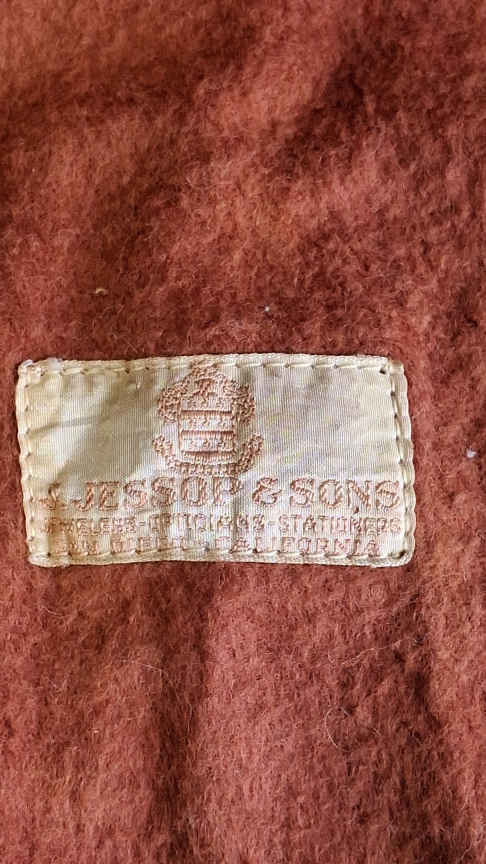 J. JESSOP & SONS
JEWELERS-OPTICIANS-STATIONERS
SAN DIEGO, CALIFORNIA